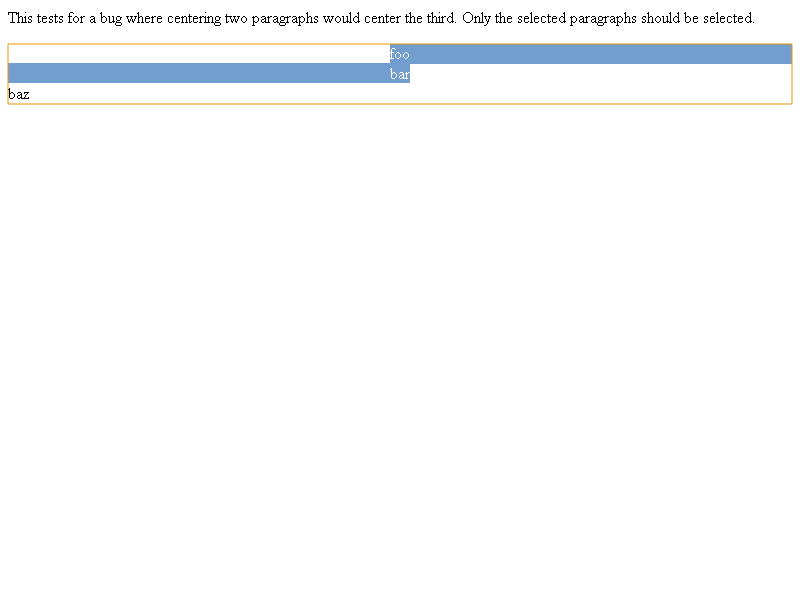 This tests for a bug where centering two paragraphs would center the third. Only the selected paragraphs should be selected.
foo
bar
baz